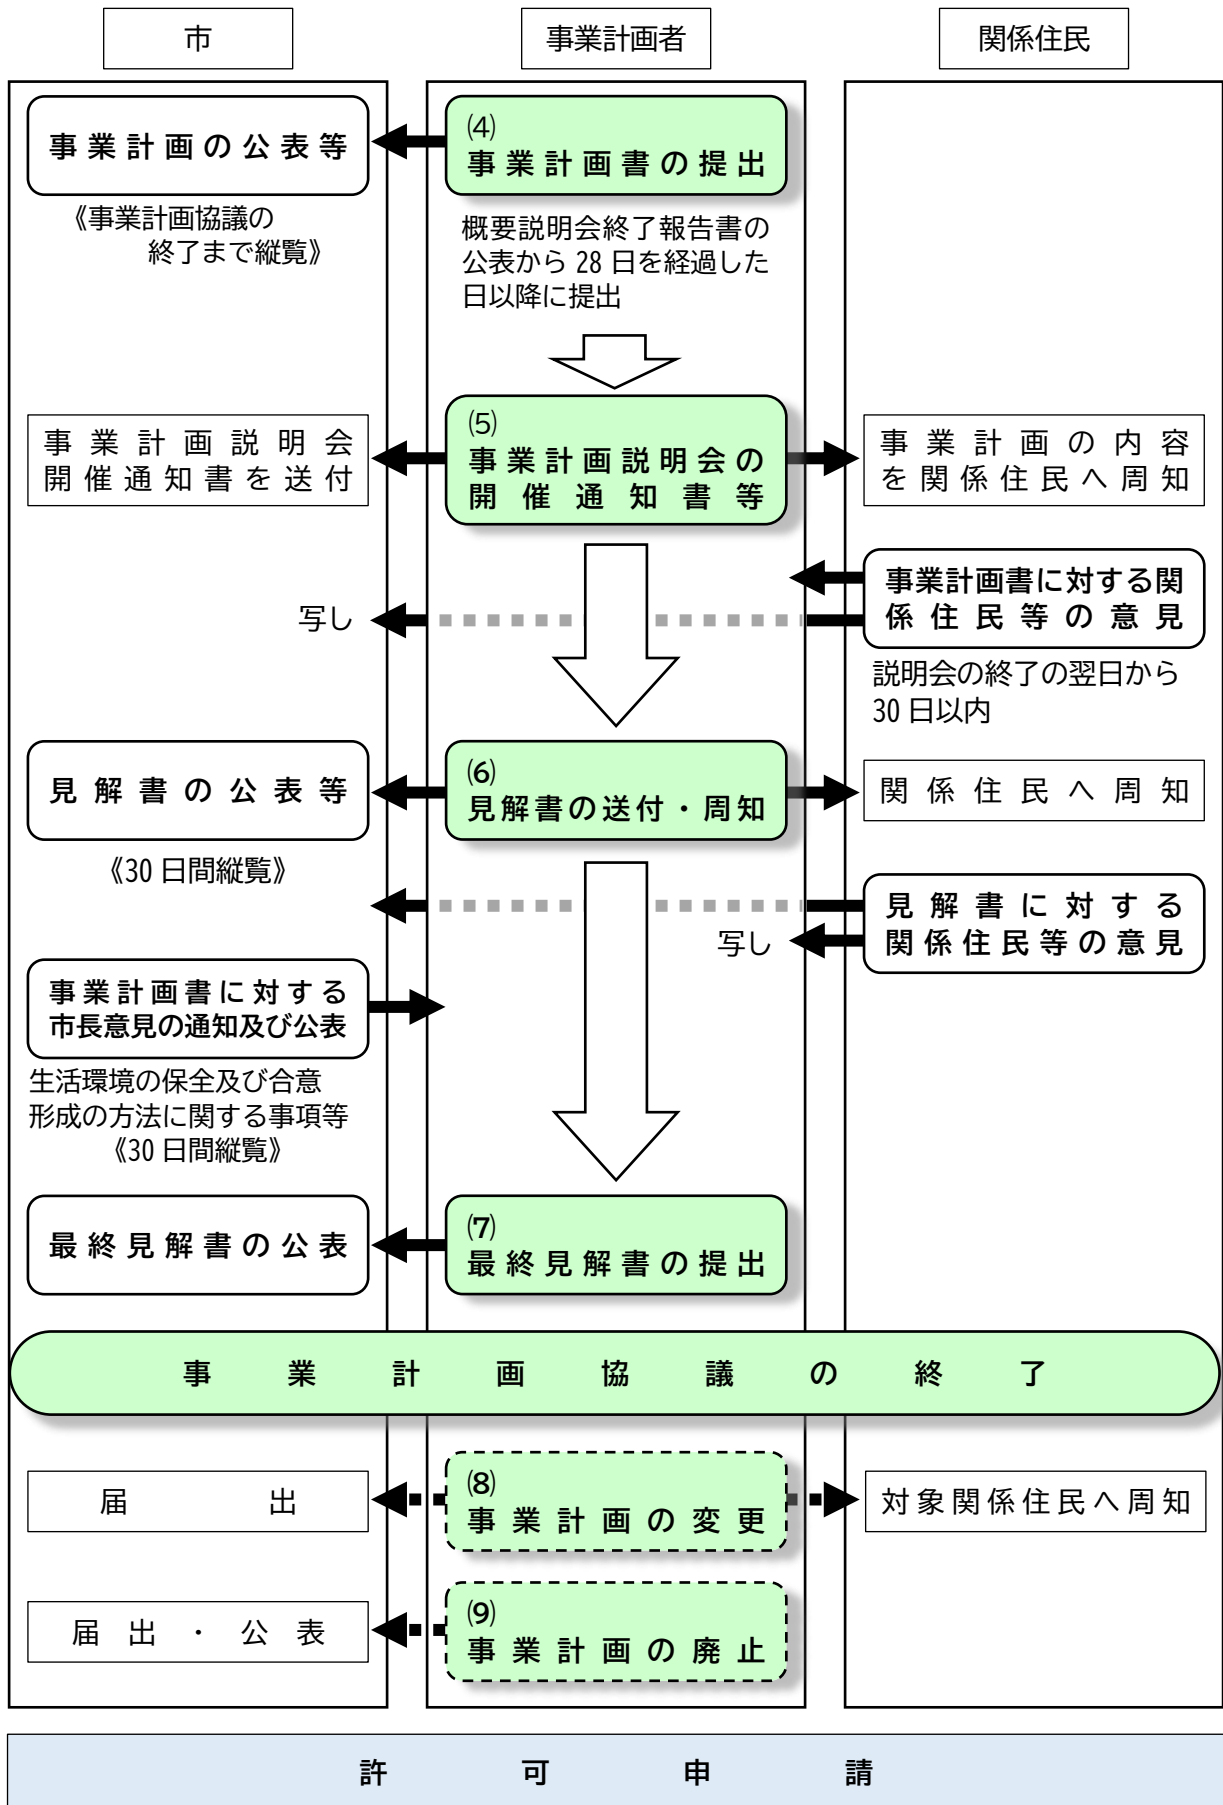 市
事業計画者
関係住民
事業計画の公表等
《事業計画協議の
終了まで縦覧》
⑷
事業計画書の提出
概要説明会終了報告書の
公表から 28 日を経過した
日以降に提出
事業計画説明会
開催通知書を送付
⑸
事業計画説明会の
開催通知書等
事業計画の内容
を関係住民へ周知
事業計画書に対する関
係住民等の意見
写し
説明会の終了の翌日から
30 日以内
見解書の公表等
《30 日間縦覧》
⑹
見解書の送付・周知
関係住民へ周知
見解書に対する
関係住民等の意見
写し
事業計画書に対する
市長意見の通知及び公表
生活環境の保全及び合意
形成の方法に関する事項等
《30 日間縦覧》
最終見解書の公表
⑺
最終見解書の提出
事業計画協議の終了
届出
⑻
事業計画の変更
対象関係住民へ周知
届出・公表
⑼
事業計画の廃止
許可申請